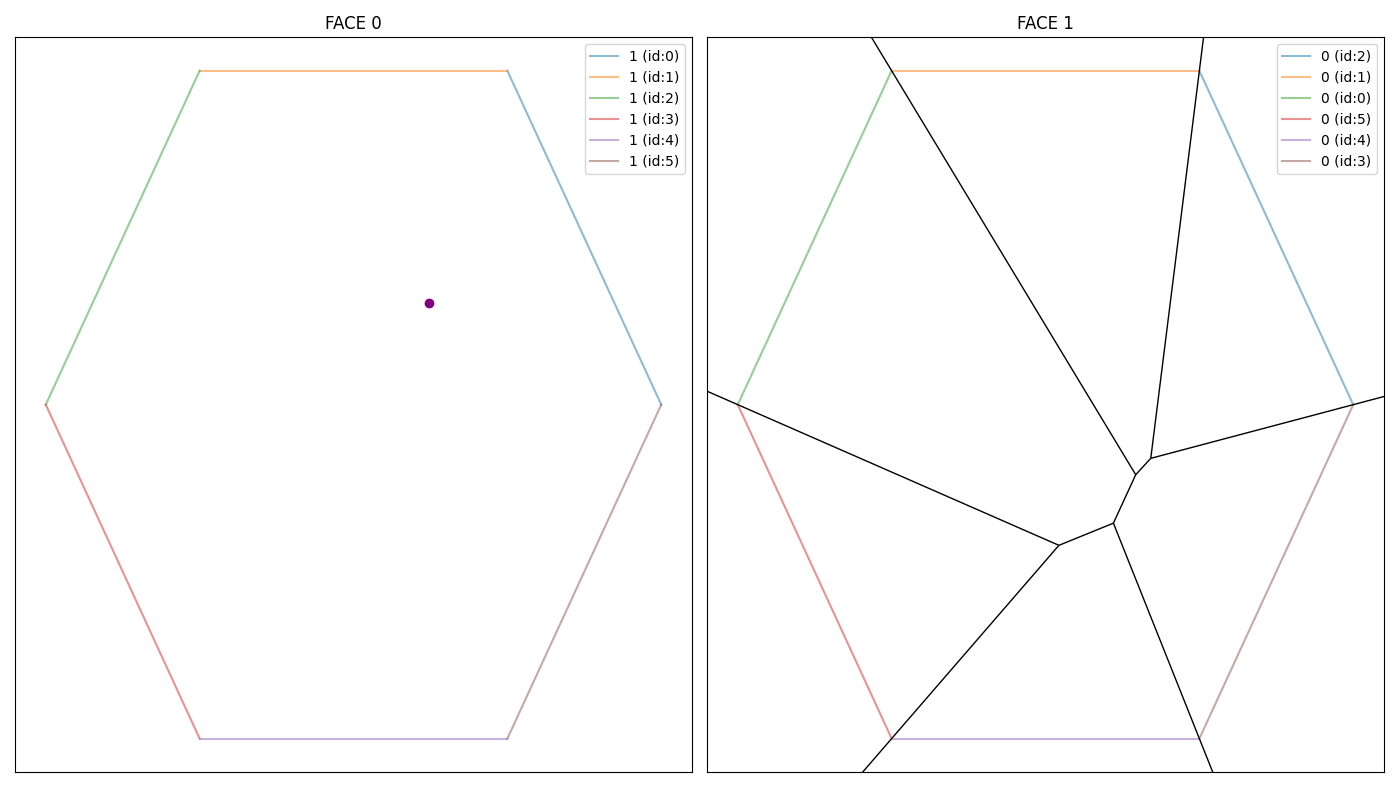 FACE 0
1 (id:0)
1 (id:1)
1 (id:2)
1 (id:3)
1 (id:4)
1 (id:5)
FACE 1
0 (id:2)
0 (id:1)
0 (id:0)
0 (id:5)
0 (id:4)
0 (id:3)